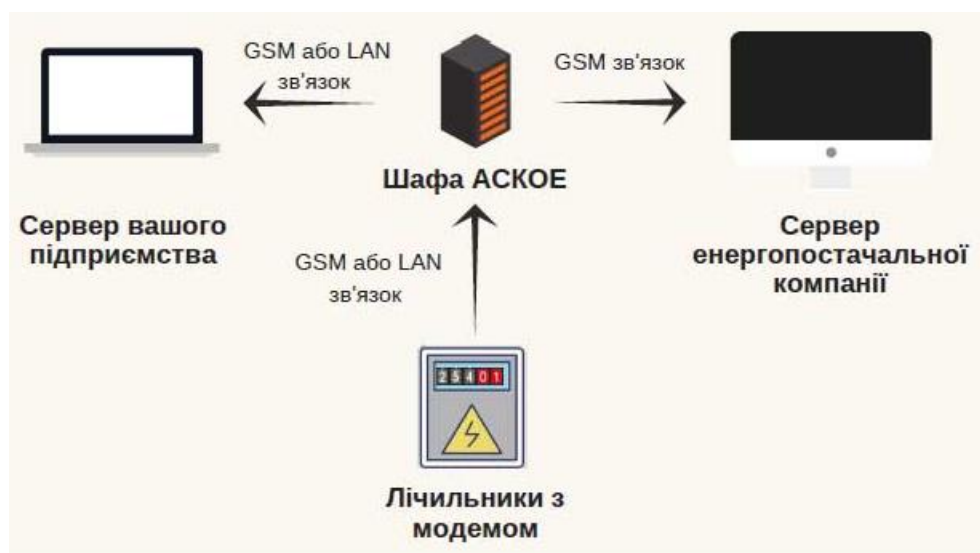 GSM або LAN
зв'язок
GSM зв'язок
Шафа АСКОЕ
Сервер вашого
підприємства
Сервер
енергопостачальної
компанії
GSM або LAN
зв'язок
25401
Лічильники з
модемом